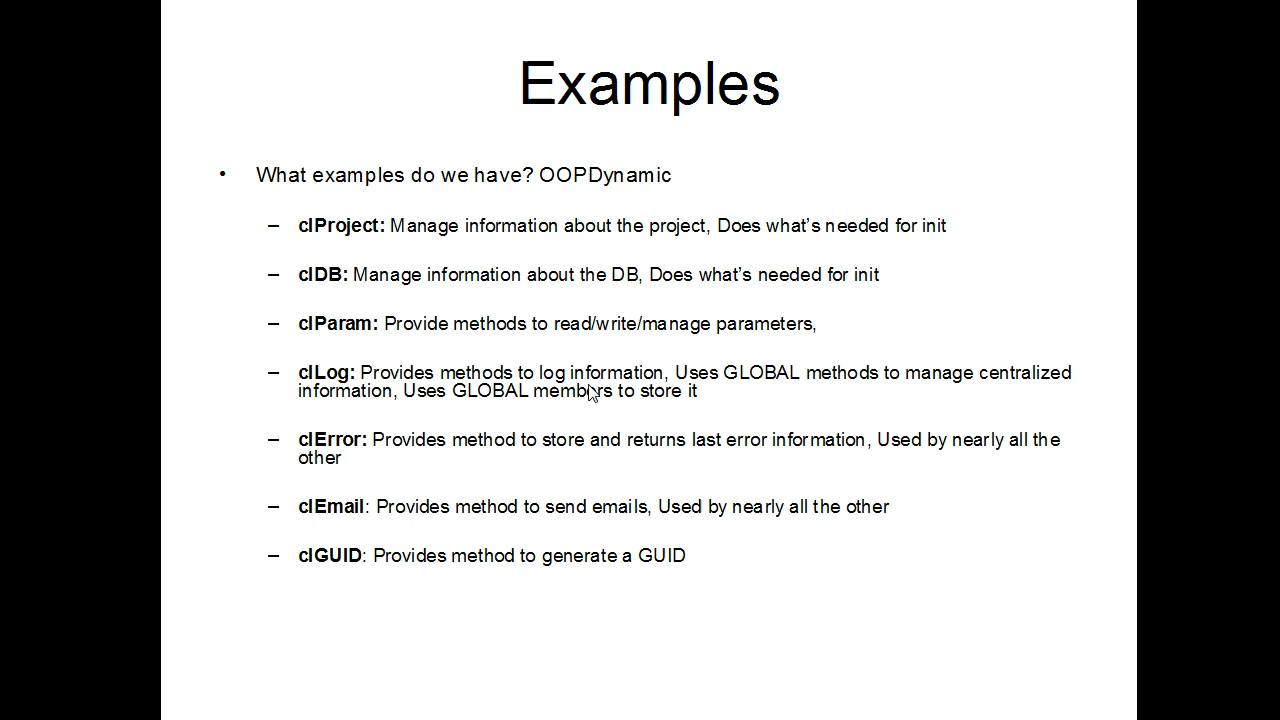 Examples
• What examples do we have? OOPDynamic
– clProject: Manage information about the project, Does what's needed for init
– clDB: Manage information about the DB, Does what's needed for init
– clParam: Provide methods to read/write/manage parameters,
– clLog: Provides methods to log information, Uses GLOBAL methods to manage centralized
information, Uses GLOBAL members to store it
– clError: Provides method to store and returns last error information, Used by nearly all the
other
– clEmail: Provides method to send emails, Used by nearly all the other
– clGUID: Provides method to generate a GUID